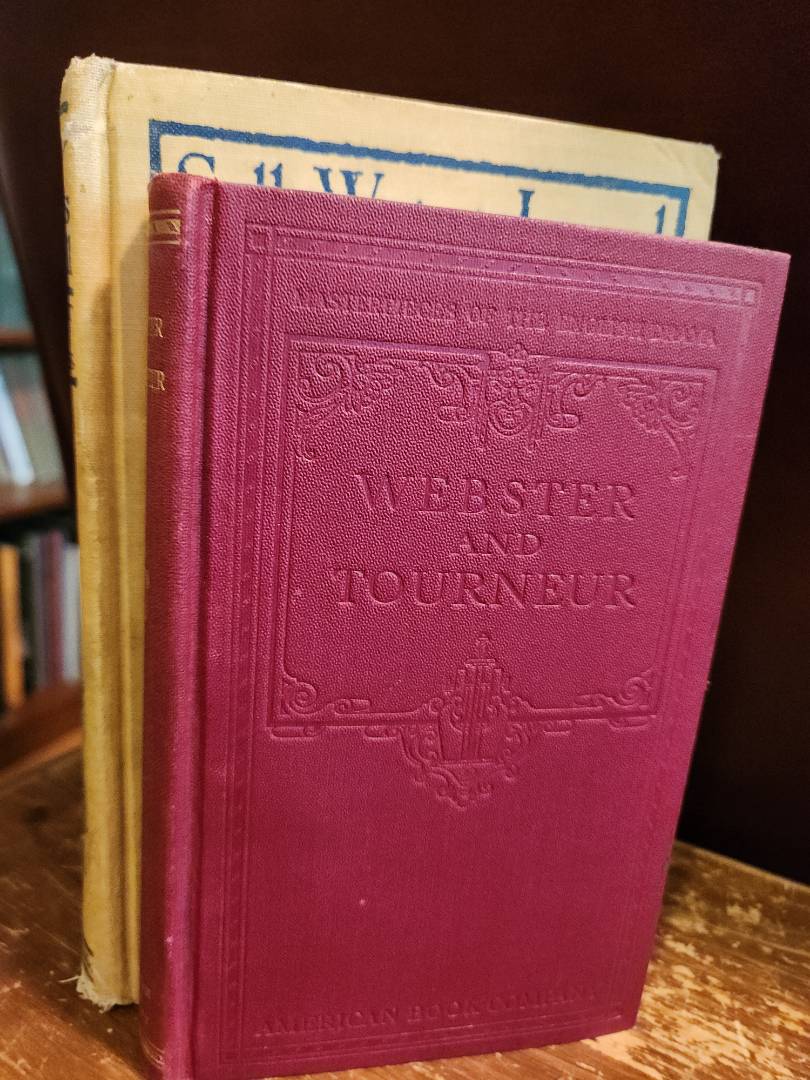 MASTERPIECES OF THE ENGLISH DRAMA
WEBSTER
AND
TOURNEUR
AMERICAN BOOK COMPANY